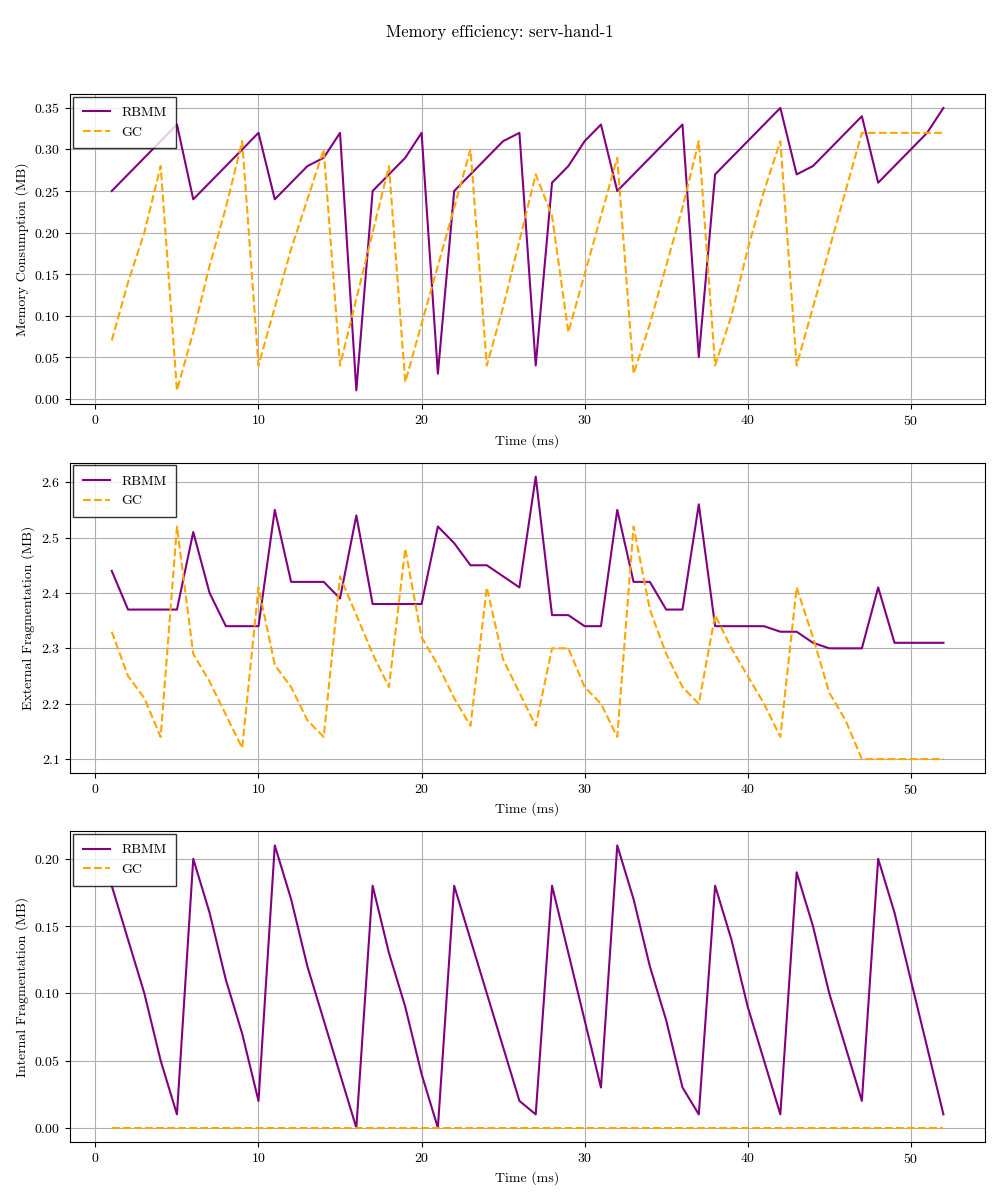 Memory efficiency: serv-hand-1
RBMM
GC
Memory Consumption (MB)
0.35
0.30
0.25
0.20
0.15
0.10
0.05
0.00
0 10 20 30 40 50
Time (ms)
RBMM
GC
External Fragmentation (MB)
2.6
2.5
2.4
2.3
2.2
2.1
0 10 20 30 40 50
Time (ms)
RBMM
GC
Internal Fragmentation (MB)
0.20
0.15
0.10
0.05
0.00
0 10 20 30 40 50
Time (ms)